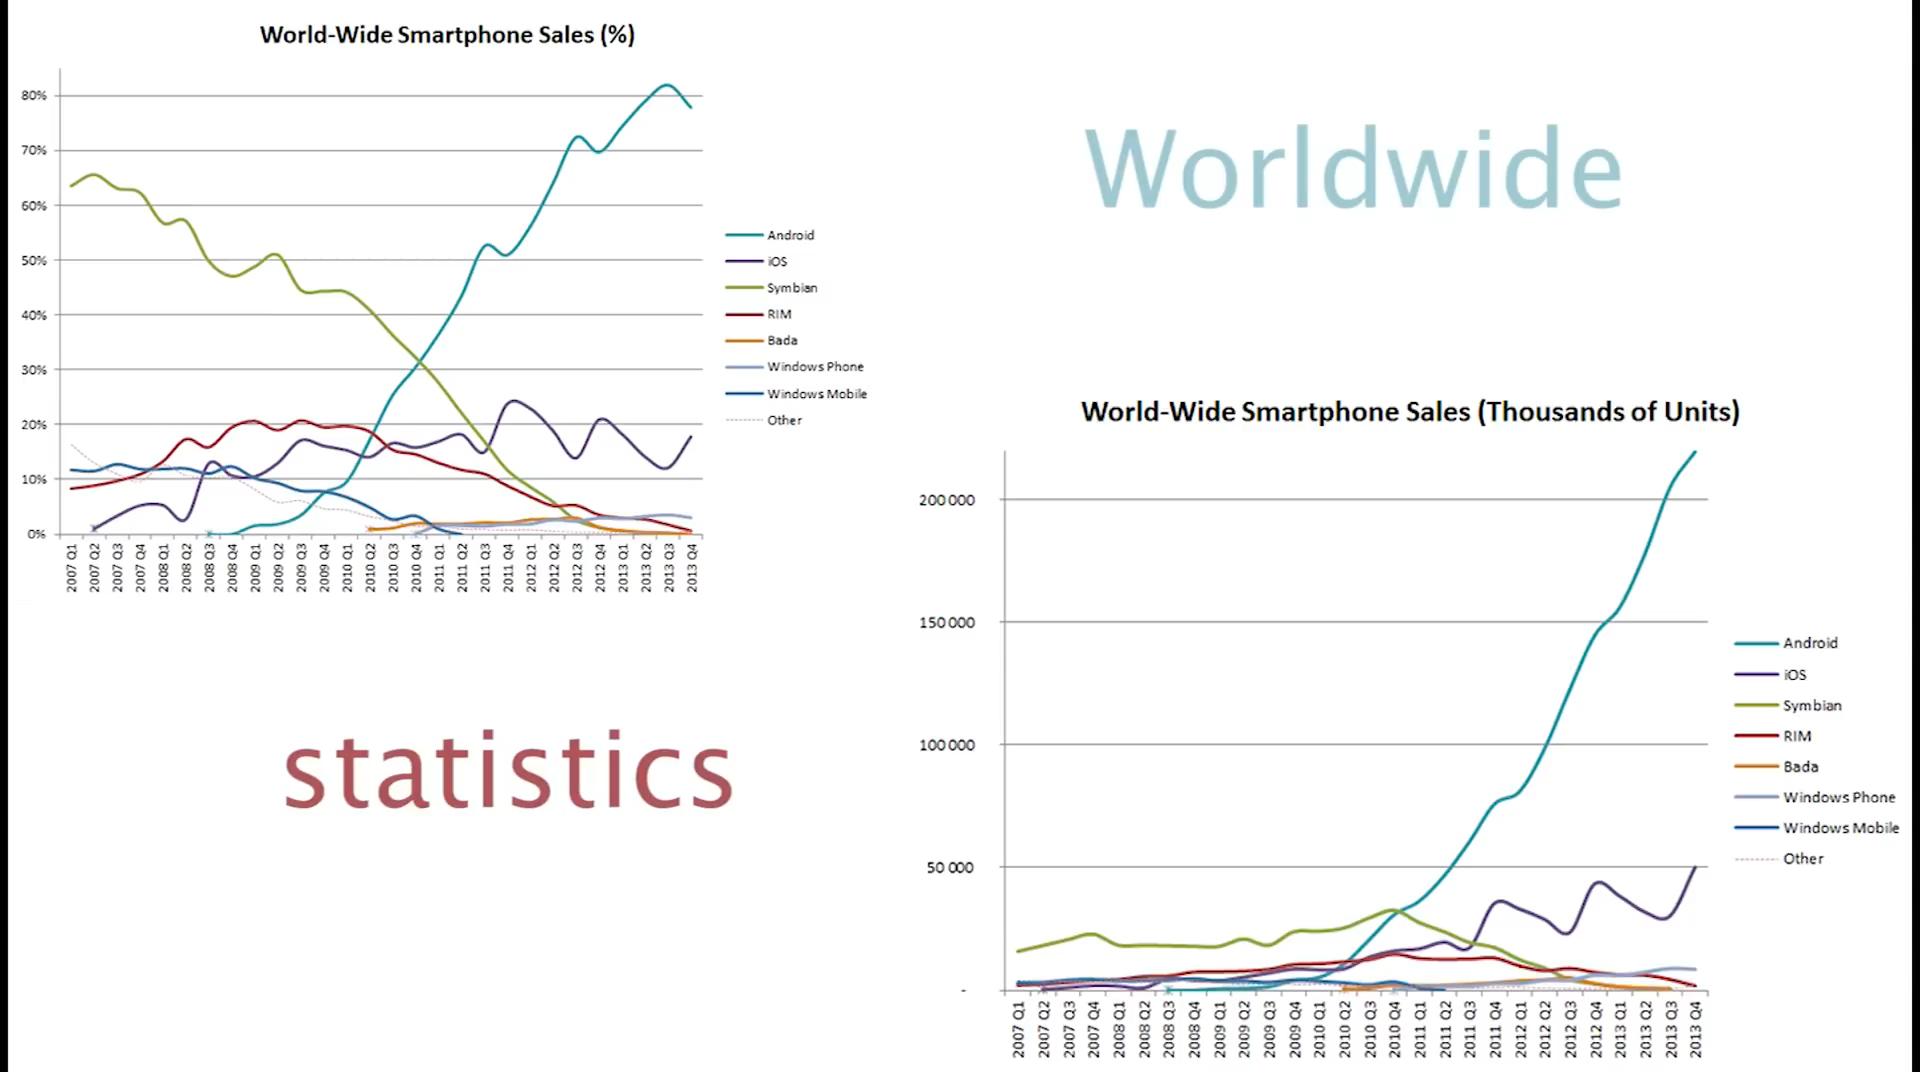 World-Wide Smartphone Sales (%)
80%
70%
60%
50%
40%
30%
20%
10%
0%
2007 Q1
2007 Q2
2007 Q3
2007 Q4
2008 Q1
2008 Q2
2008 Q3
2008 Q4
2009 Q1
2009 Q2
2009 Q3
2009 Q4
2010 Q1
2010 Q2
2010 Q3
2010 Q4
2011 Q1
2011 Q2
2011 Q3
2011 Q4
2012 Q1
2012 Q2
2012 Q3
2012 Q4
2013 Q1
2013 Q2
2013 Q3
2013 Q4
Android
iOS
Symbian
RIM
Bada
Windows Phone
Windows Mobile
Other
Worldwide
statistics
World-Wide Smartphone Sales (Thousands of Units)
200 000
150 000
100 000
50 000
-
2007 Q1
2007 Q2
2007 Q3
2007 Q4
2008 Q1
2008 Q2
2008 Q3
2008 Q4
2009 Q1
2009 Q2
2009 Q3
2009 Q4
2010 Q1
2010 Q2
2010 Q3
2010 Q4
2011 Q1
2011 Q2
2011 Q3
2011 Q4
2012 Q1
2012 Q2
2012 Q3
2012 Q4
2013 Q1
2013 Q2
2013 Q3
2013 Q4
Android
iOS
Symbian
RIM
Bada
Windows Phone
Windows Mobile
Other